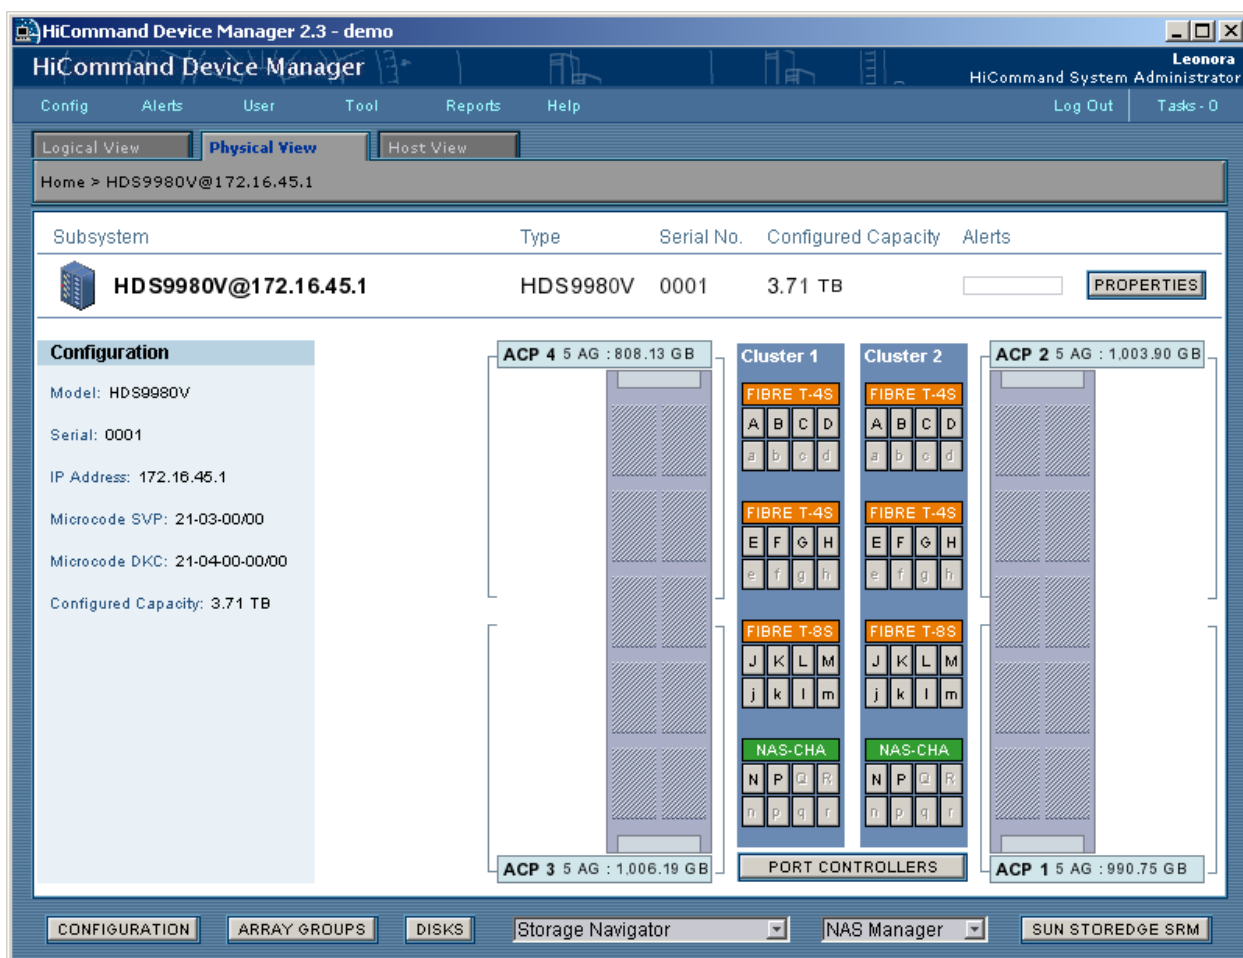 HiCommand Device Manager 2.3 - demo
HiCommand Device Manager
Leonora
HiCommand System Administrator
Config Alerts User Tool Reports Help Log Out Tasks - 0
Logical View Physical View Host View
Home > HDS9980V@172.16.45.1
Subsystem Type Serial No. Configured Capacity Alerts
HDS9980V@172.16.45.1 HDS9980V 0001 3.71 TB PROPERTIES
Configuration
Model: HDS9980V
Serial: 0001
IP Address: 172.16.45.1
Microcode SVP: 21-03-00/00
Microcode DKC: 21-04-00-00/00
Configured Capacity: 3.71 TB
ACP 4 5 AG : 808.13 GB
Cluster 1 Cluster 2
ACP 2 5 AG : 1,003.90 GB
FIBRE T-4S FIBRE T-4S
A B C D A B C D
a b c d a b c d
FIBRE T-4S FIBRE T-4S
E F G H E F G H
e f g h e f g h
FIBRE T-8S FIBRE T-8S
J K L M J K L M
j k l m j k l m
NAS-CHA NAS-CHA
N P Q R N P Q R
n p q r n p q r
ACP 3 5 AG : 1,006.19 GB
PORT CONTROLLERS
ACP 1 5 AG : 990.75 GB
CONFIGURATION ARRAY GROUPS DISKS Storage Navigator NAS Manager SUN STOREDGE SRM